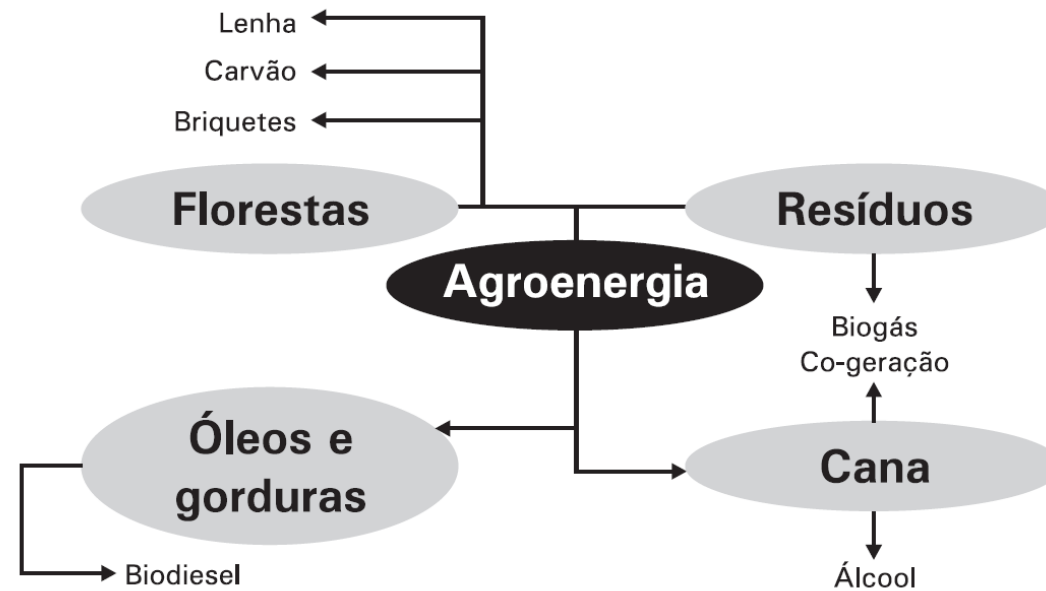 Lenha
Carvão
Briquetes
Florestas
Resíduos
Agroenergia
Biogás
Co-geração
Óleos e
gorduras
Cana
Biodiesel
Álcool